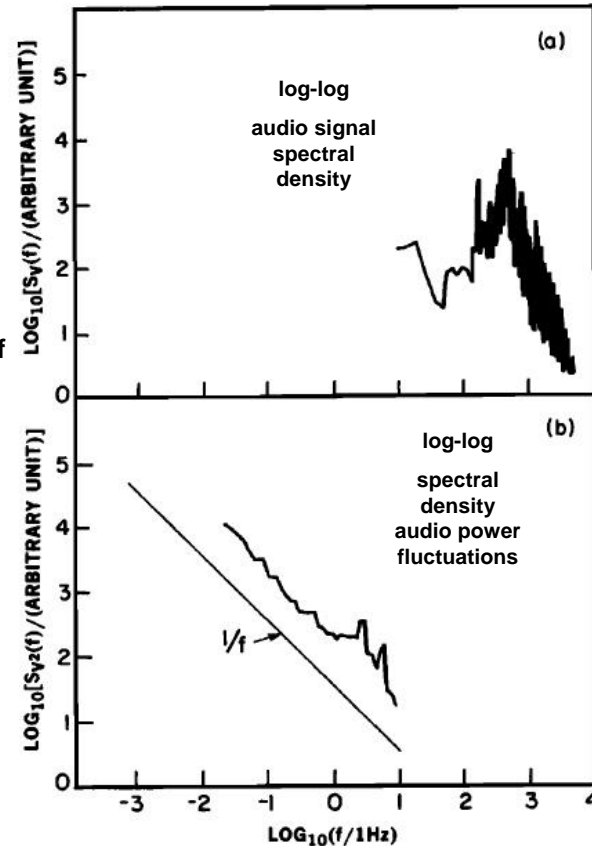 LOG10[SV(f)/(ARBITRARY UNIT)]
5
4
3
2
1
0
(a)
log-log
audio signal
spectral
density
f
LOG10[SV2(f)/(ARBITRARY UNIT)]
5
4
3
2
1
0
(b)
log-log
spectral
density
audio power
fluctuations
1/f
-3 -2 -1 0 1 2 3 4
LOG10(f/1Hz)